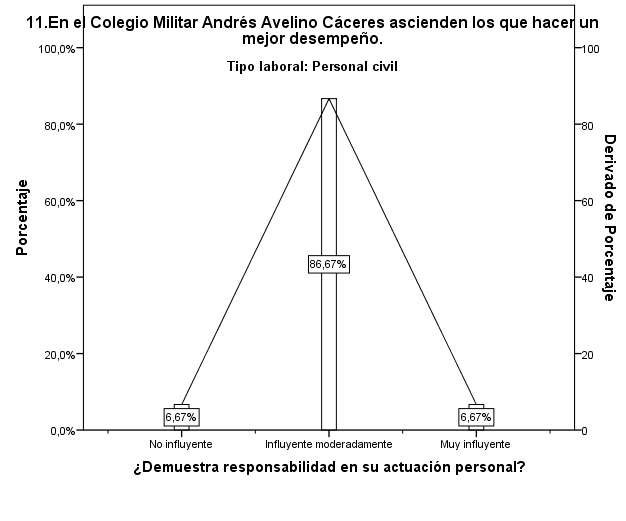 11.En el Colegio Militar Andrés Avelino Cáceres ascienden los que hacer un
mejor desempeño.
Tipo laboral: Personal civil
100,0%
80,0%
60,0%
40,0%
20,0%
0,0%
Porcentaje
100
80
60
40
20
0
Derivado de Porcentaje
6,67%
86,67%
6,67%
No influyente
Influyente moderadamente
Muy influyente
¿Demuestra responsabilidad en su actuación personal?